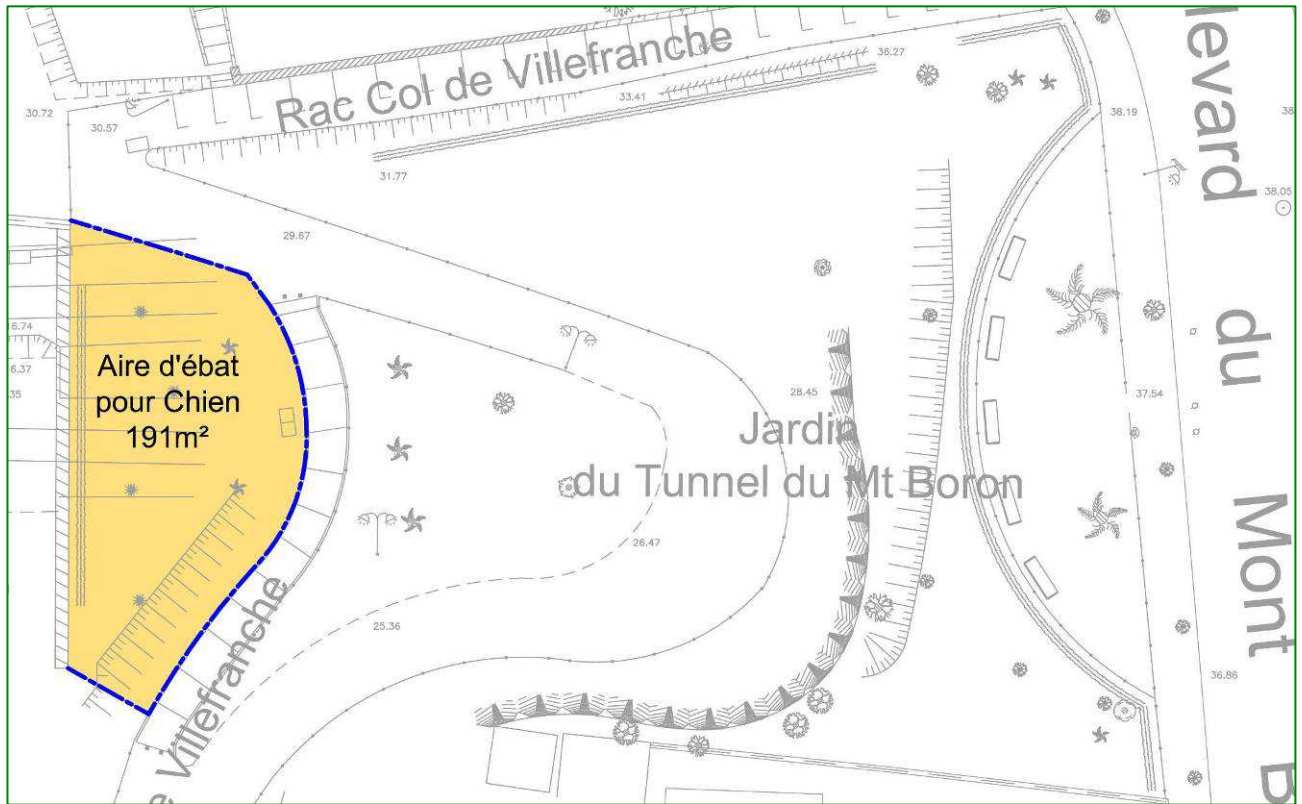 Rac Col de Villefranche
36.27
33.41
30.72
30.57
31.77
38.19
38
levard
du
Mont
B
38.05
29.67
6.74
6.37
35
Aire d'ébat
pour Chien
191m²
28.45
37.54
Jardin
du Tunnel du Mt Boron
26.47
25.36
36.86
e Villefranche